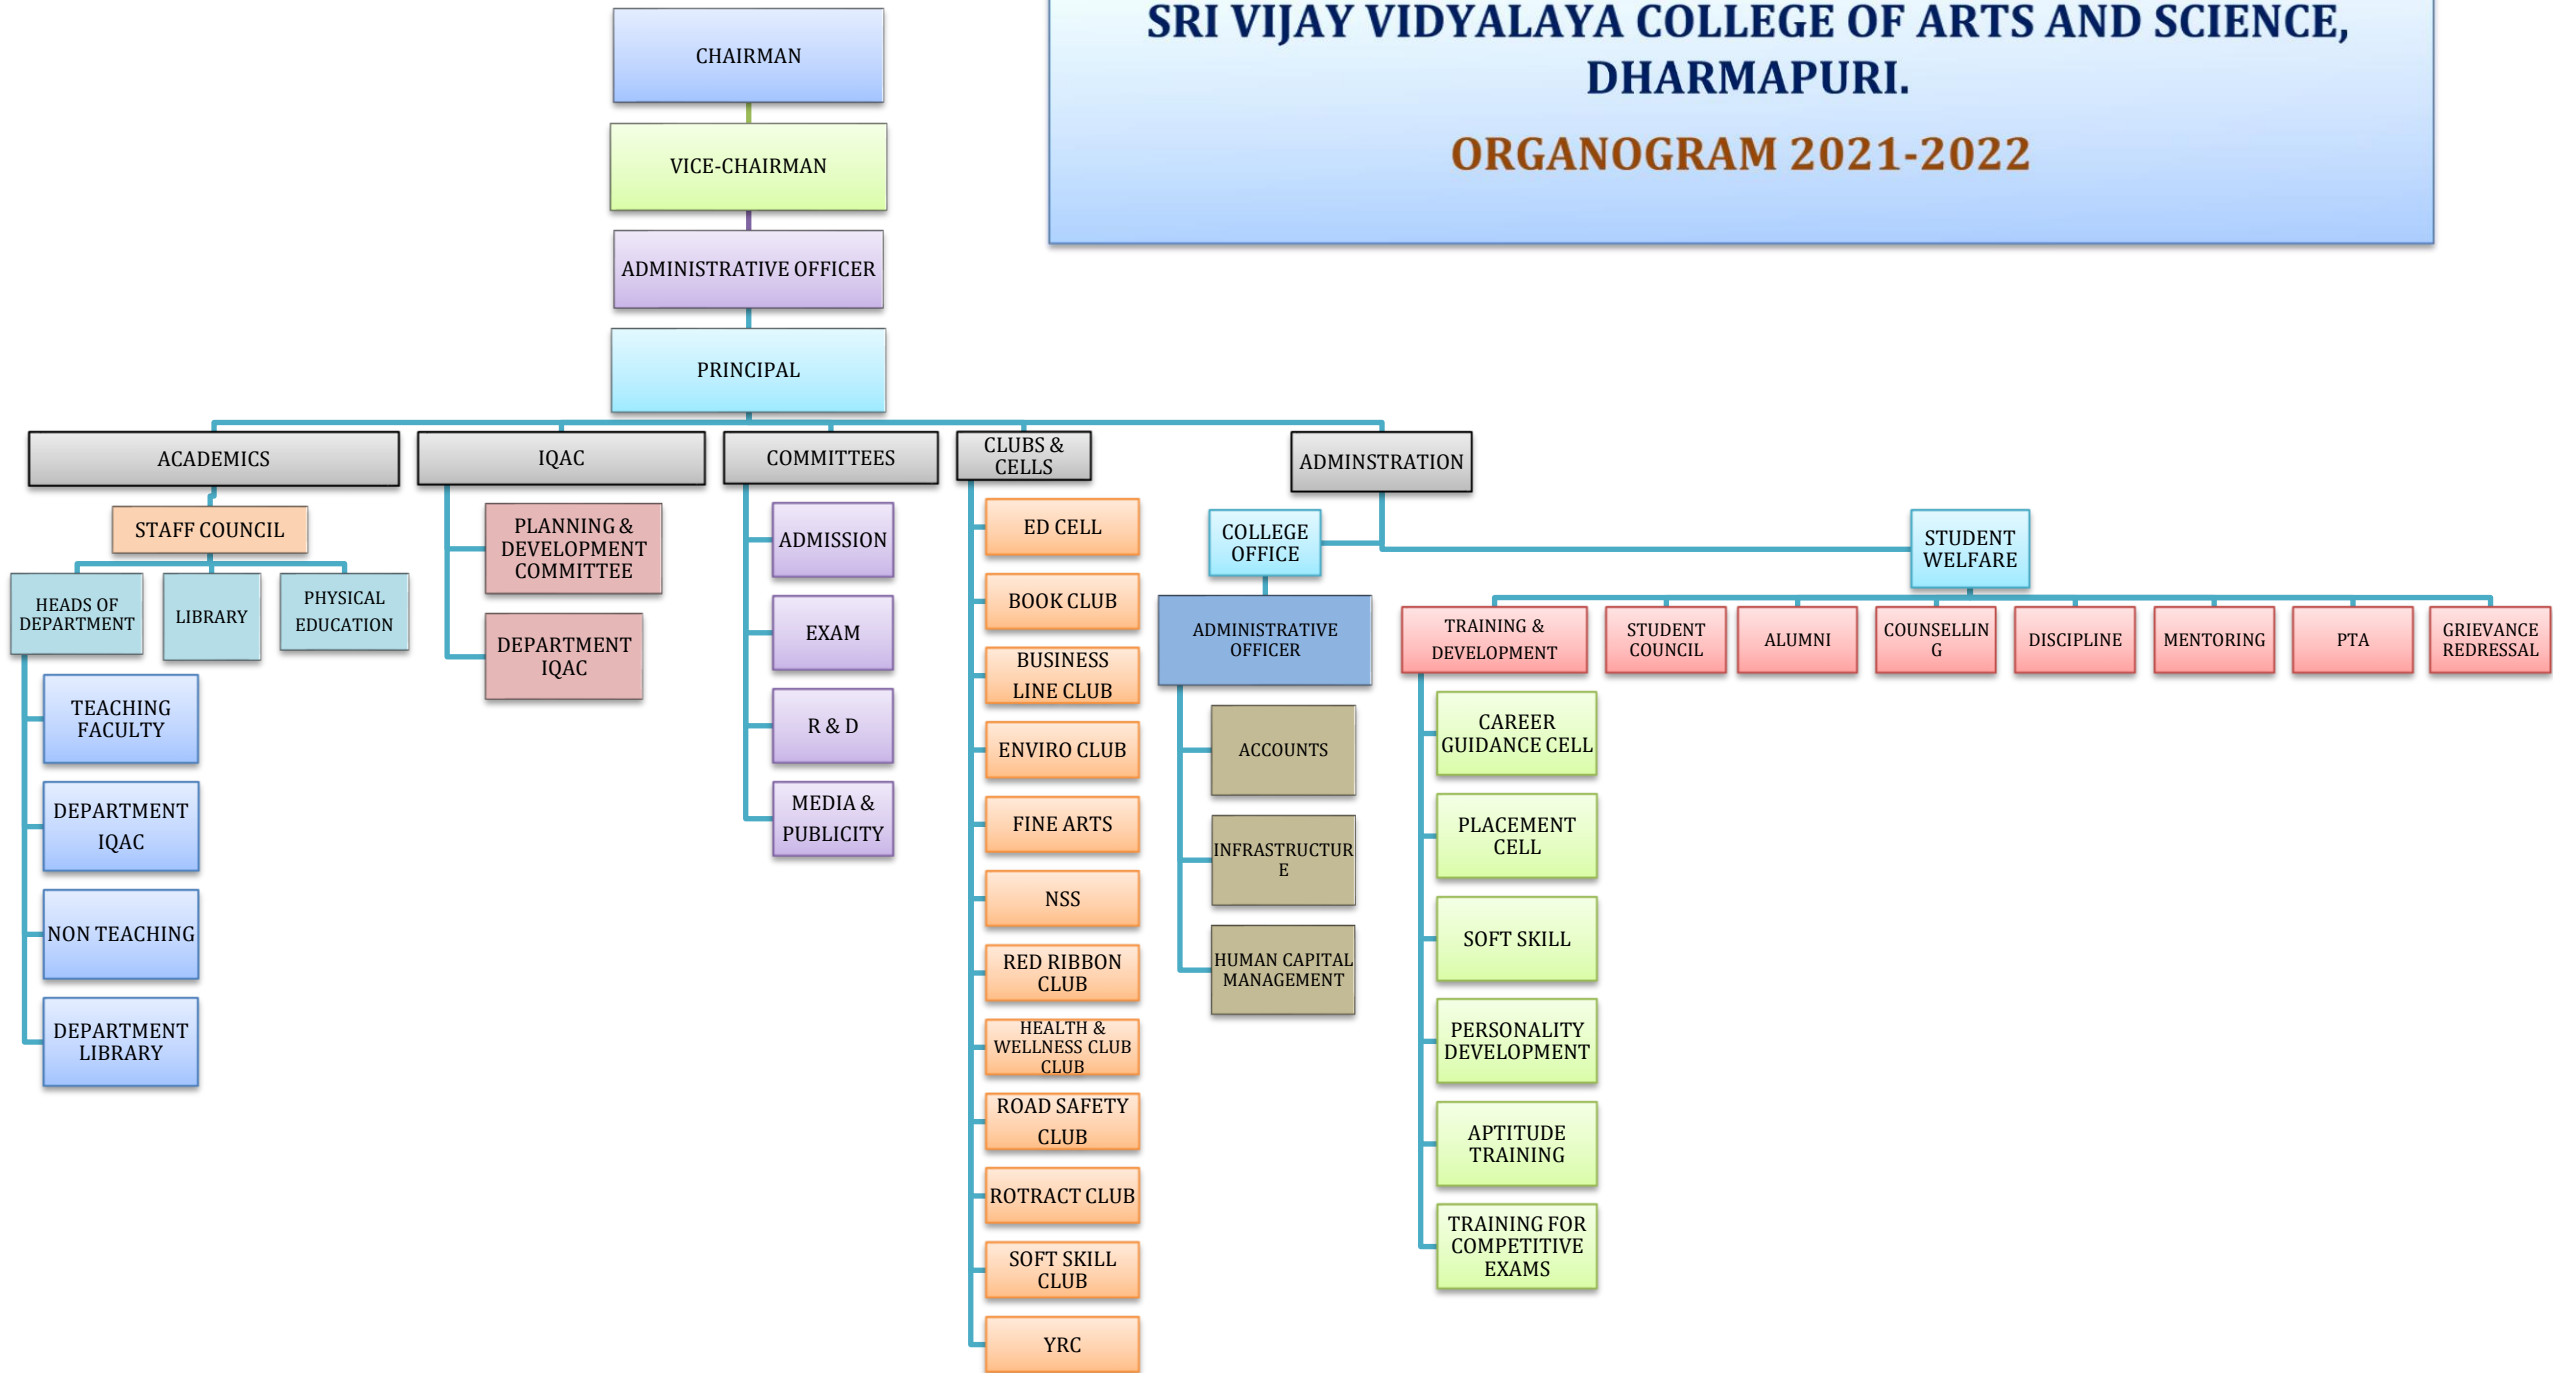 SRI VIJAY VIDYALAYA COLLEGE OF ARTS AND SCIENCE,
DHARMAPURI.
ORGANOGRAM 2021-2022
CHAIRMAN
VICE-CHAIRMAN
ADMINISTRATIVE OFFICER
PRINCIPAL
ACADEMICS
STAFF COUNCIL
HEADS OF
DEPARTMENT
TEACHING
FACULTY
DEPARTMENT
IQAC
NON TEACHING
DEPARTMENT
LIBRARY
LIBRARY
PHYSICAL
EDUCATION
IQAC
PLANNING &
DEVELOPMENT
COMMITTEE
DEPARTMENT
IQAC
COMMITTEES
ADMISSION
EXAM
R & D
MEDIA &
PUBLICITY
CLUBS &
CELLS
ED CELL
BOOK CLUB
BUSINESS
LINE CLUB
ENVIRO CLUB
FINE ARTS
NSS
RED RIBBON
CLUB
HEALTH &
WELLNESS CLUB
CLUB
ROAD SAFETY
CLUB
ROTRACT CLUB
SOFT SKILL
CLUB
YRC
ADMINSTRATION
COLLEGE
OFFICE
ADMINISTRATIVE
OFFICER
ACCOUNTS
INFRASTRUCTUR
E
HUMAN CAPITAL
MANAGEMENT
STUDENT
WELFARE
TRAINING &
DEVELOPMENT
CAREER
GUIDANCE CELL
PLACEMENT
CELL
SOFT SKILL
PERSONALITY
DEVELOPMENT
APTITUDE
TRAINING
TRAINING FOR
COMPETITIVE
EXAMS
STUDENT
COUNCIL
ALUMNI
COUNSELLIN
G
DISCIPLINE
MENTORING
PTA
GRIEVANCE
REDRESSAL